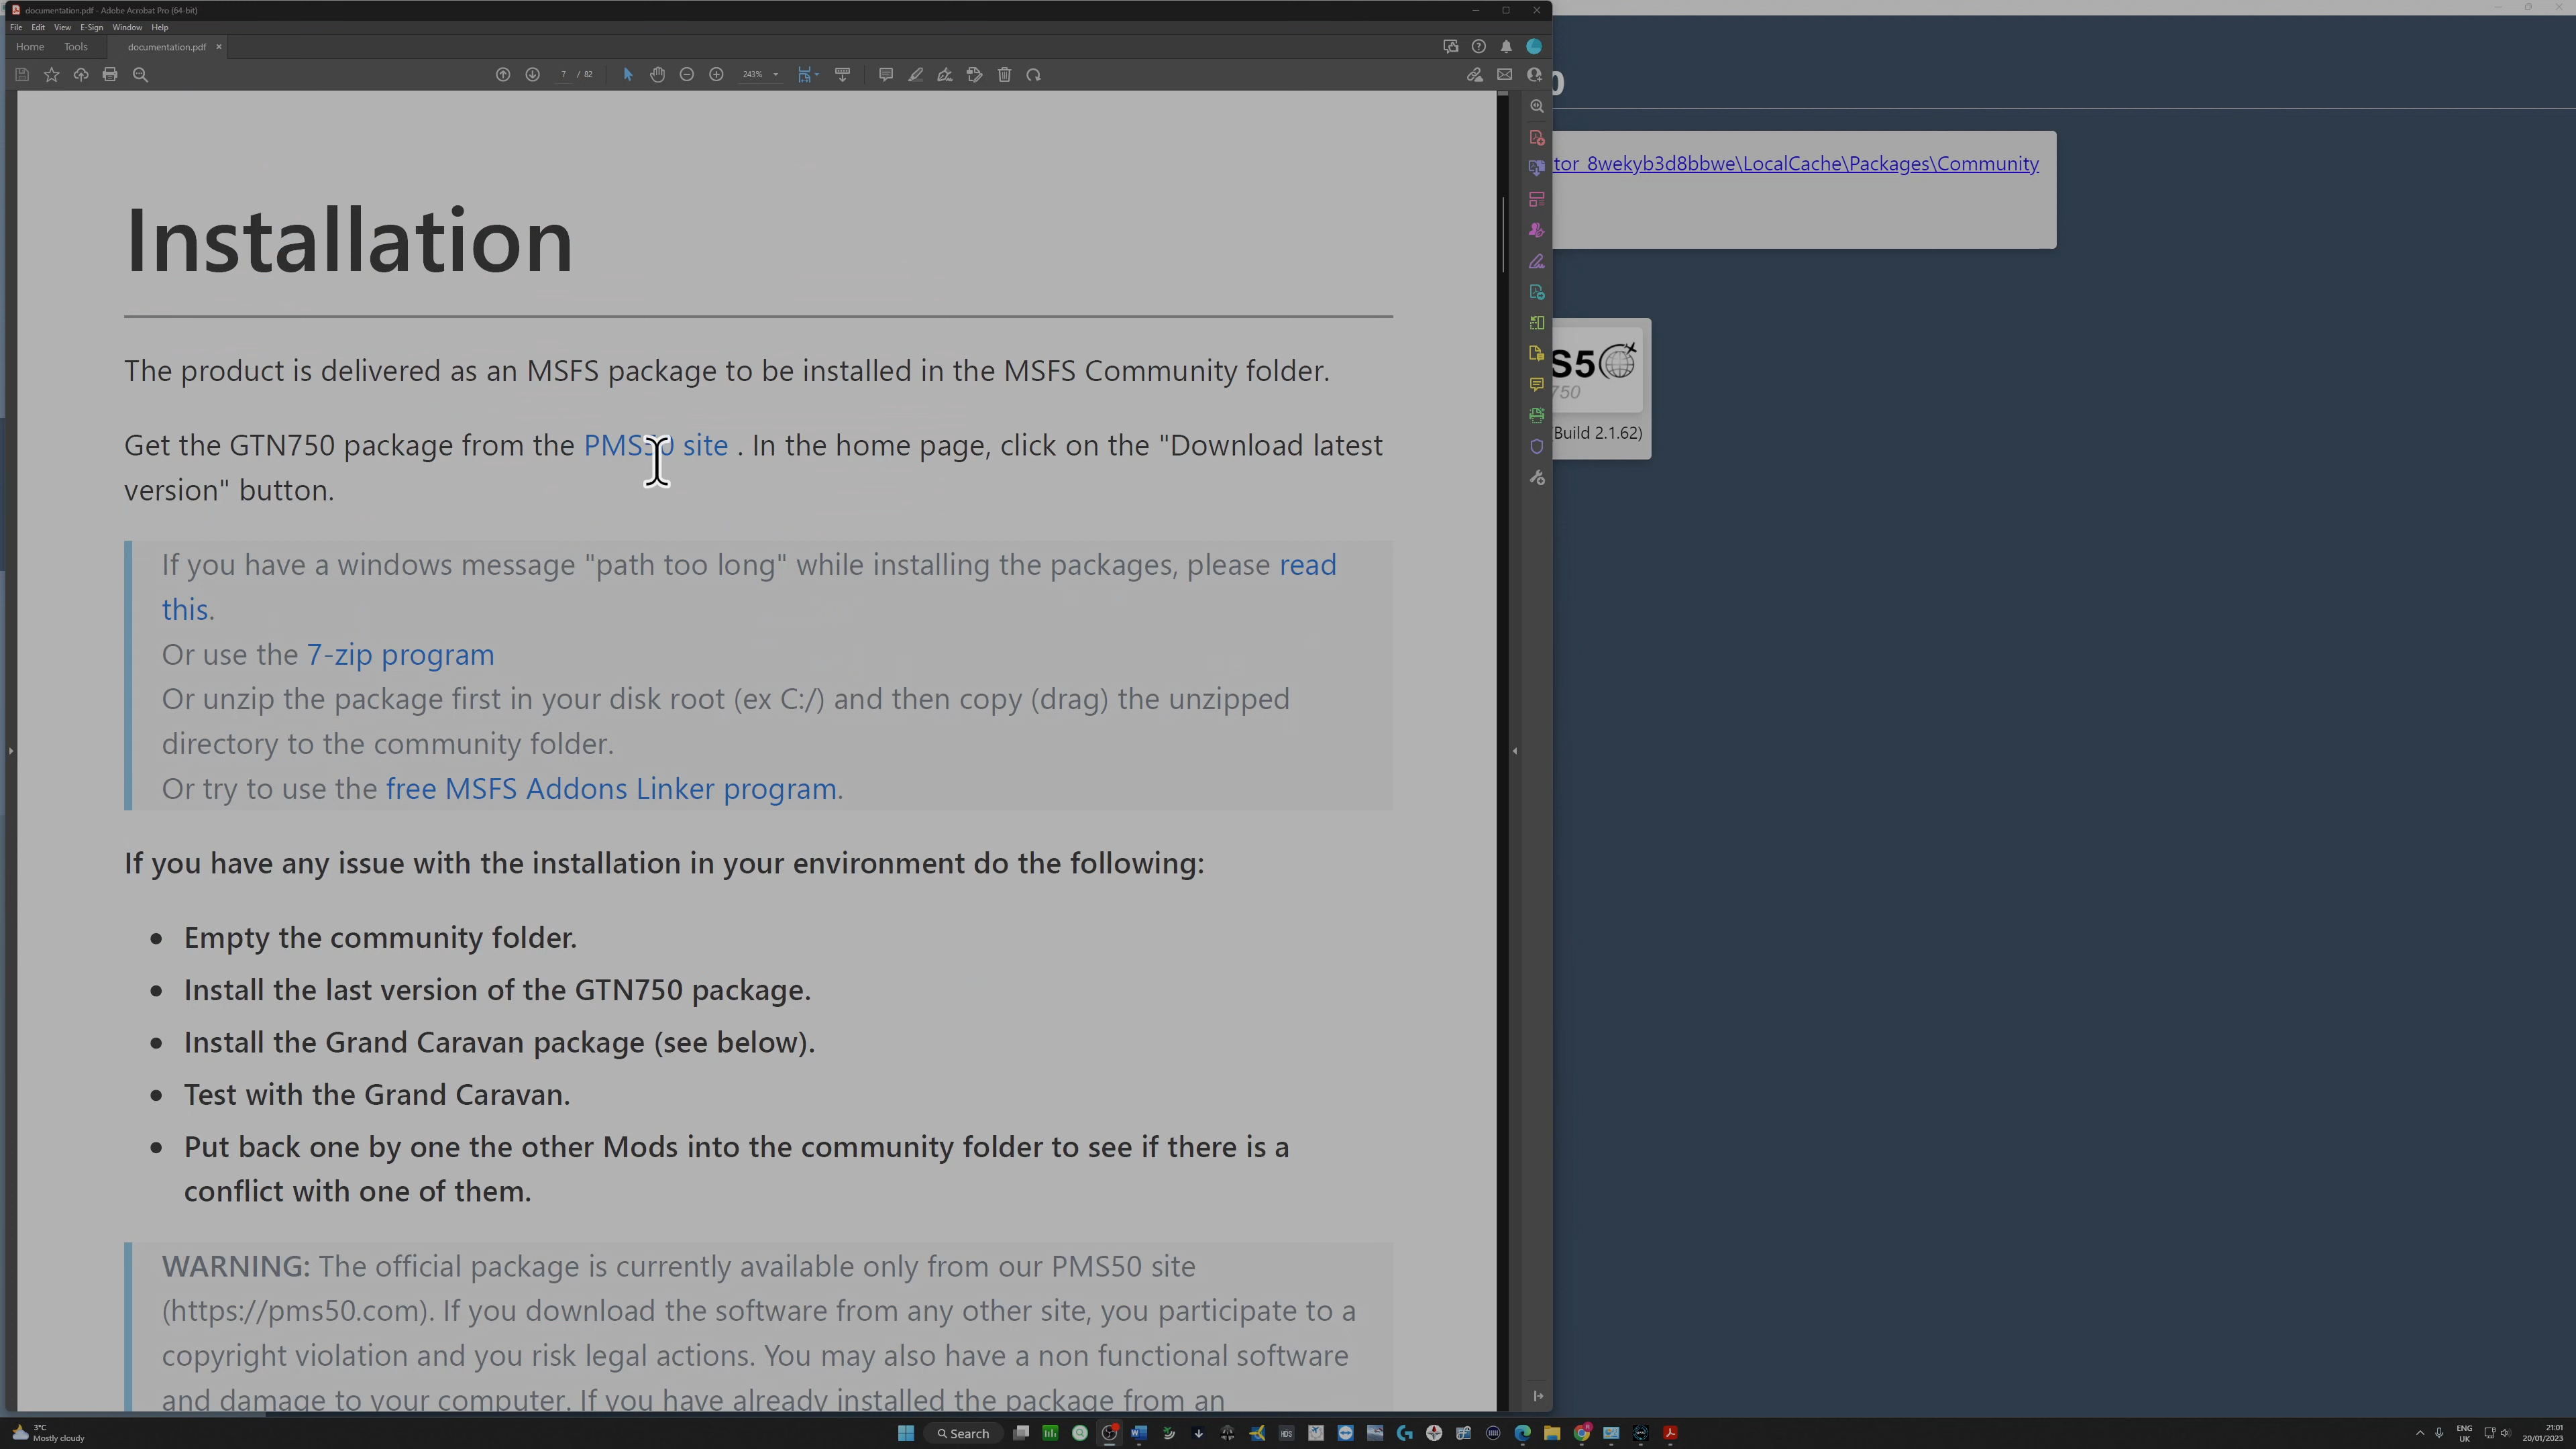 documentation.pdf - Adobe Acrobat Pro (64-bit)
File Edit View E-Sign Window Help
Home Tools documentation.pdf ×
7 / 82 243%
Installation
The product is delivered as an MSFS package to be installed in the MSFS Community folder.
Get the GTN750 package from the PMS50 site . In the home page, click on the "Download latest
version" button.
If you have a windows message "path too long" while installing the packages, please read
this.
Or use the 7-zip program
Or unzip the package first in your disk root (ex C:/) and then copy (drag) the unzipped
directory to the community folder.
Or try to use the free MSFS Addons Linker program.
If you have any issue with the installation in your environment do the following:
• Empty the community folder.
• Install the last version of the GTN750 package.
• Install the Grand Caravan package (see below).
• Test with the Grand Caravan.
• Put back one by one the other Mods into the community folder to see if there is a
conflict with one of them.
WARNING: The official package is currently available only from our PMS50 site
(https://pms50.com). If you download the software from any other site, you participate to a
copyright violation and you risk legal actions. You may also have a non functional software
and damage to your computer. If you have already installed the package from an
0
tor_8wekyb3d8bbwe\LocalCache\Packages\Community
S50
750
(Build 2.1.62)
3°C
Mostly cloudy
Search
HDS
ENG
UK
21:01
20/01/2023